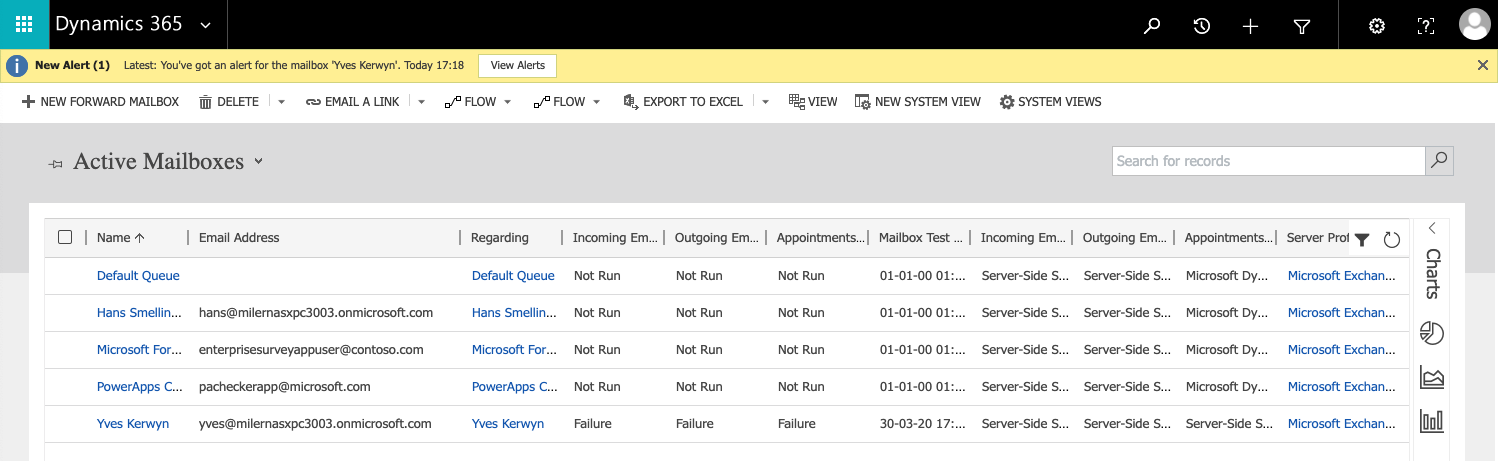 Dynamics 365
New Alert (1) Latest: You've got an alert for the mailbox 'Yves Kerwyn'. Today 17:18 View Alerts
NEW FORWARD MAILBOX DELETE EMAIL A LINK FLOW FLOW EXPORT TO EXCEL VIEW NEW SYSTEM VIEW SYSTEM VIEWS
Active Mailboxes
Search for records
Name Email Address Regarding Incoming Em... Outgoing Em... Appointments... Mailbox Test ... Incoming Em... Outgoing Em... Appointments... Server Prof
Default Queue Default Queue Not Run Not Run Not Run 01-01-00 01:... Server-Side S... Server-Side S... Microsoft Dy... Microsoft Exchan...
Hans Smellin... hans@milernasxpc3003.onmicrosoft.com Hans Smellin... Not Run Not Run Not Run 01-01-00 01:... Server-Side S... Server-Side S... Microsoft Dy... Microsoft Exchan...
Microsoft For... enterprisesurveyappuser@contoso.com Microsoft For... Not Run Not Run Not Run 01-01-00 01:... Server-Side S... Server-Side S... Microsoft Dy... Microsoft Exchan...
PowerApps C... pacheckerapp@microsoft.com PowerApps C... Not Run Not Run Not Run 01-01-00 01:... Server-Side S... Server-Side S... Microsoft Dy... Microsoft Exchan...
Yves Kerwyn yves@milernasxpc3003.onmicrosoft.com Yves Kerwyn Failure Failure Failure 30-03-20 17:... Server-Side S... Server-Side S... Server-Side S... Microsoft Exchan...
Charts